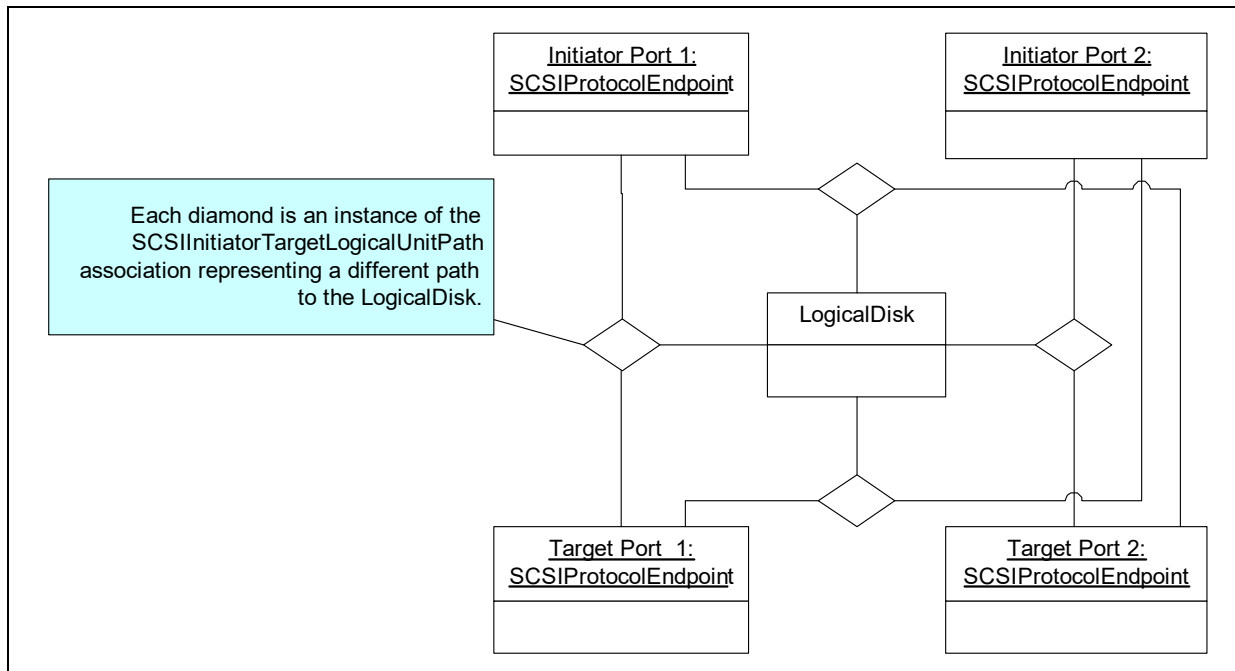 Initiator Port 1:
SCSIProtocolEndpoint
Initiator Port 2:
SCSIProtocolEndpoint
Each diamond is an instance of the
SCSIInitiatorTargetLogicalUnitPath
association representing a different path
to the LogicalDisk.
LogicalDisk
Target Port 1:
SCSIProtocolEndpoint
Target Port 2:
SCSIProtocolEndpoint